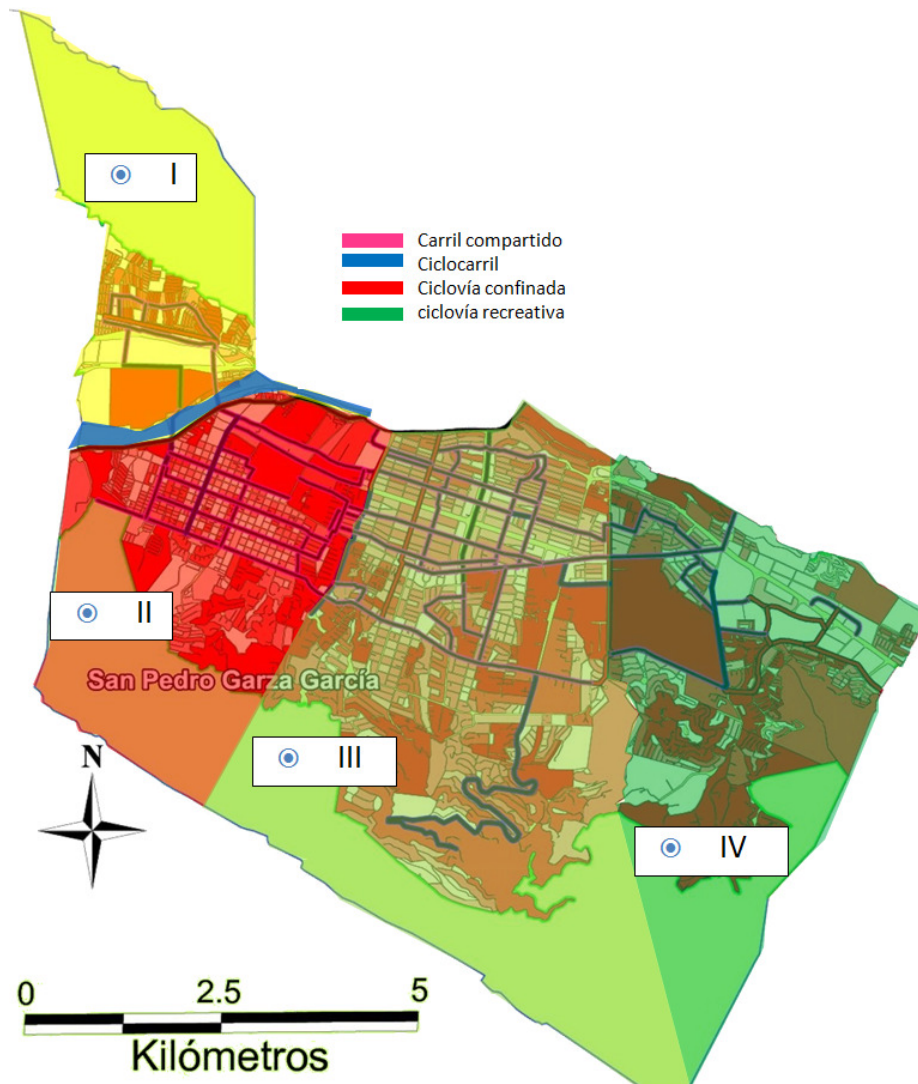 I
Carril compartido
Ciclocarril
Ciclovía confinada
ciclovía recreativa
II
San Pedro Garza García
III
N
IV
0 2.5 5
Kilómetros